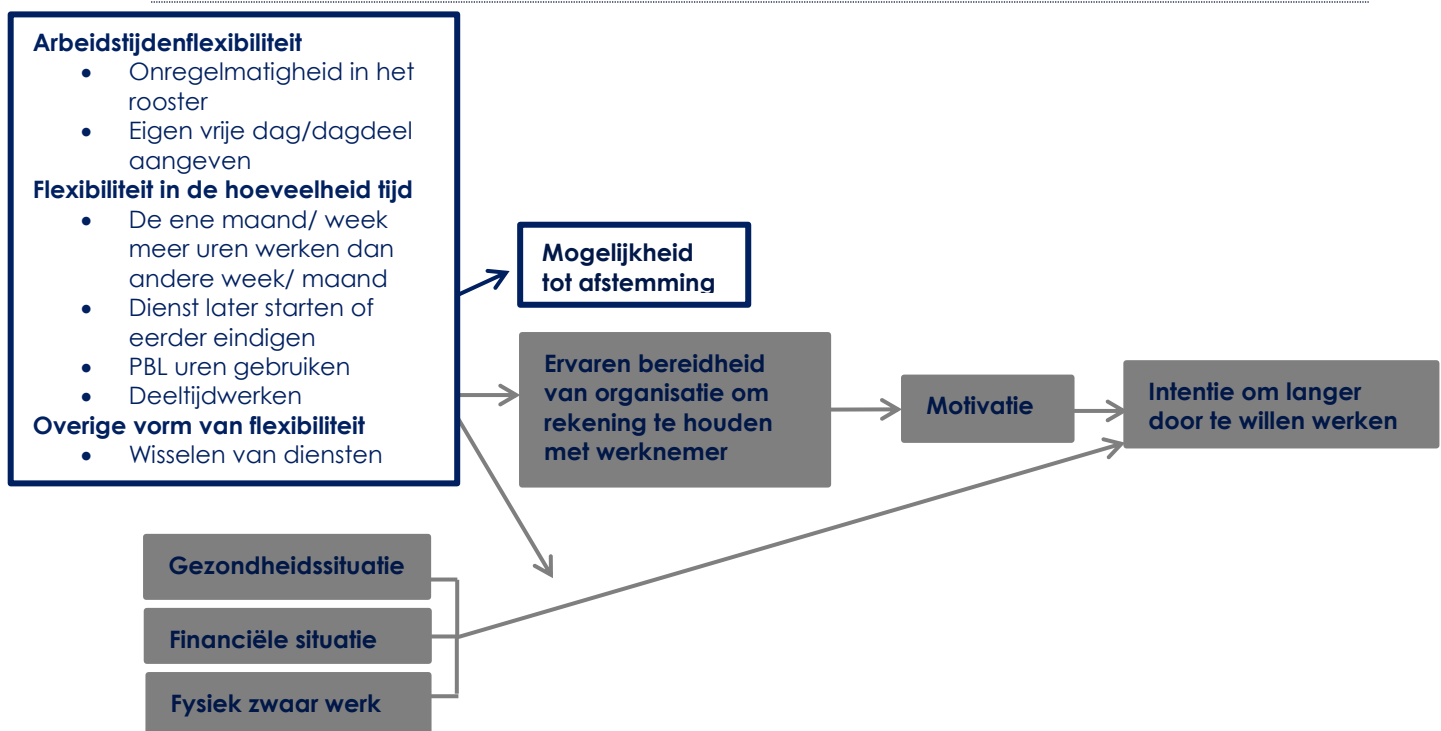 Arbeidstijdenflexibiliteit
• Onregelmatigheid in het
rooster
• Eigen vrije dag/dagdeel
aangeven
Flexibiliteit in de hoeveelheid tijd
• De ene maand/ week
meer uren werken dan
andere week/ maand
• Dienst later starten of
eerder eindigen
• PBL uren gebruiken
• Deeltijdwerken
Overige vorm van flexibiliteit
• Wisselen van diensten
Mogelijkheid
tot afstemming
Ervaren bereidheid
van organisatie om
rekening te houden
met werknemer
Motivatie
Intentie om langer
door te willen werken
Gezondheidssituatie
Financiële situatie
Fysiek zwaar werk